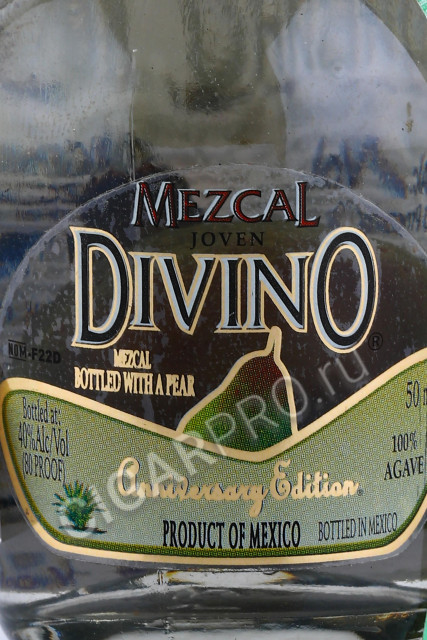 MEZCAL
JOVEN
DIVINO®
NOM-F22D
MEZCAL
BOTTLED WITH A PEAR
Bottled at:
40% Alc/Vol
(80 PROOF)
50
100%
AGAVE
Anniversary Edition®
PRODUCT OF MEXICO
BOTTLED IN MEXICO
CIGARPRO.ru